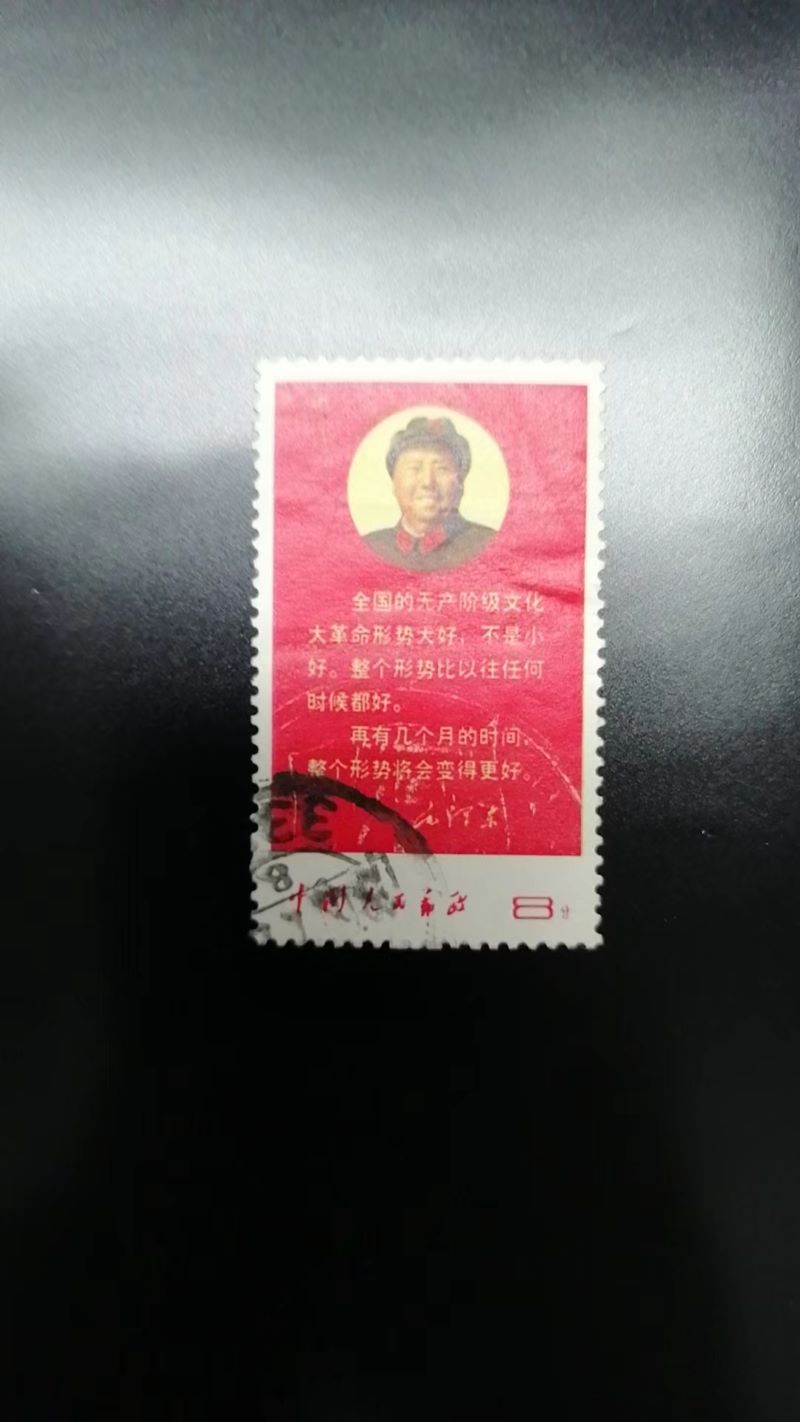 全国的无产阶级文化
大革命形势大好，不是小
好。整个形势比以往任何
时候都好。
再有几个月的时间，
整个形势将会变得更好。
毛泽东
中国人民邮政 8分
8